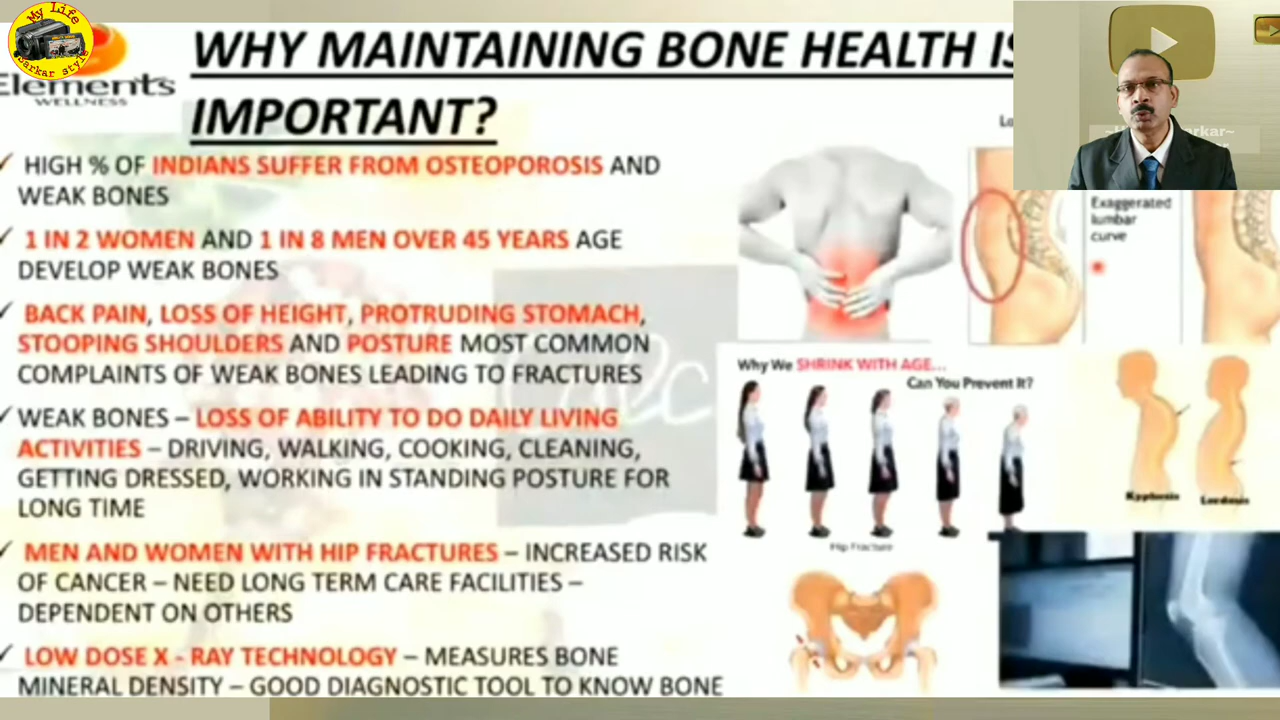 My Life
Sarkar style
Elements
WELLNESS
WHY MAINTAINING BONE HEALTH IS
IMPORTANT?
✓ HIGH % OF INDIANS SUFFER FROM OSTEOPOROSIS AND
WEAK BONES
✓ 1 IN 2 WOMEN AND 1 IN 8 MEN OVER 45 YEARS AGE
DEVELOP WEAK BONES
✓ BACK PAIN, LOSS OF HEIGHT, PROTRUDING STOMACH,
STOOPING SHOULDERS AND POSTURE MOST COMMON
COMPLAINTS OF WEAK BONES LEADING TO FRACTURES
✓ WEAK BONES – LOSS OF ABILITY TO DO DAILY LIVING
ACTIVITIES – DRIVING, WALKING, COOKING, CLEANING,
GETTING DRESSED, WORKING IN STANDING POSTURE FOR
LONG TIME
✓ MEN AND WOMEN WITH HIP FRACTURES – INCREASED RISK
OF CANCER – NEED LONG TERM CARE FACILITIES –
DEPENDENT ON OTHERS
✓ LOW DOSE X - RAY TECHNOLOGY – MEASURES BONE
MINERAL DENSITY – GOOD DIAGNOSTIC TOOL TO KNOW BONE
Exaggerated
lumbar
curve
Why We SHRINK WITH AGE...
Can You Prevent It?
Kyphosis
Lordosis
Hip Fracture